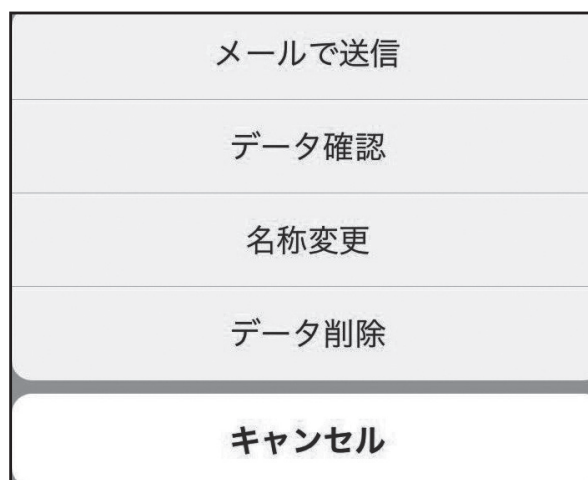 メールで送信
データ確認
名称変更
データ削除
キャンセル